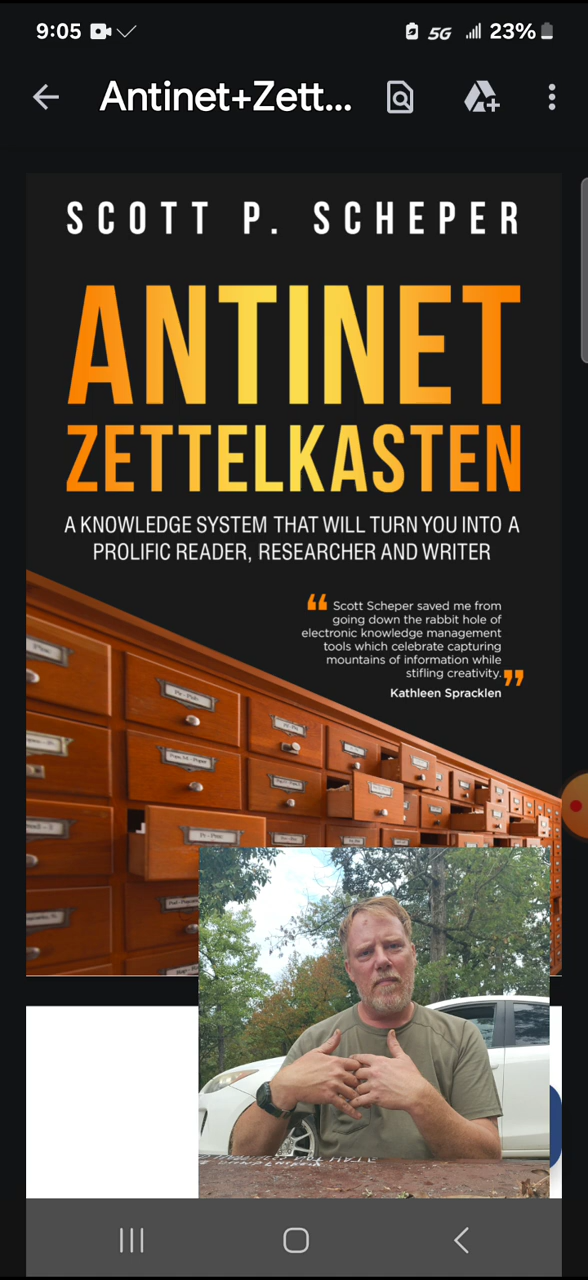 9:05
5G
23%
Antinet+Zett...
SCOTT P. SCHEPER
ANTINET
ZETTELKASTEN
A KNOWLEDGE SYSTEM THAT WILL TURN YOU INTO A
PROLIFIC READER, RESEARCHER AND WRITER
“ Scott Scheper saved me from
going down the rabbit hole of
electronic knowledge management
tools which celebrate capturing
mountains of information while
stifling creativity. ”
Kathleen Spracklen